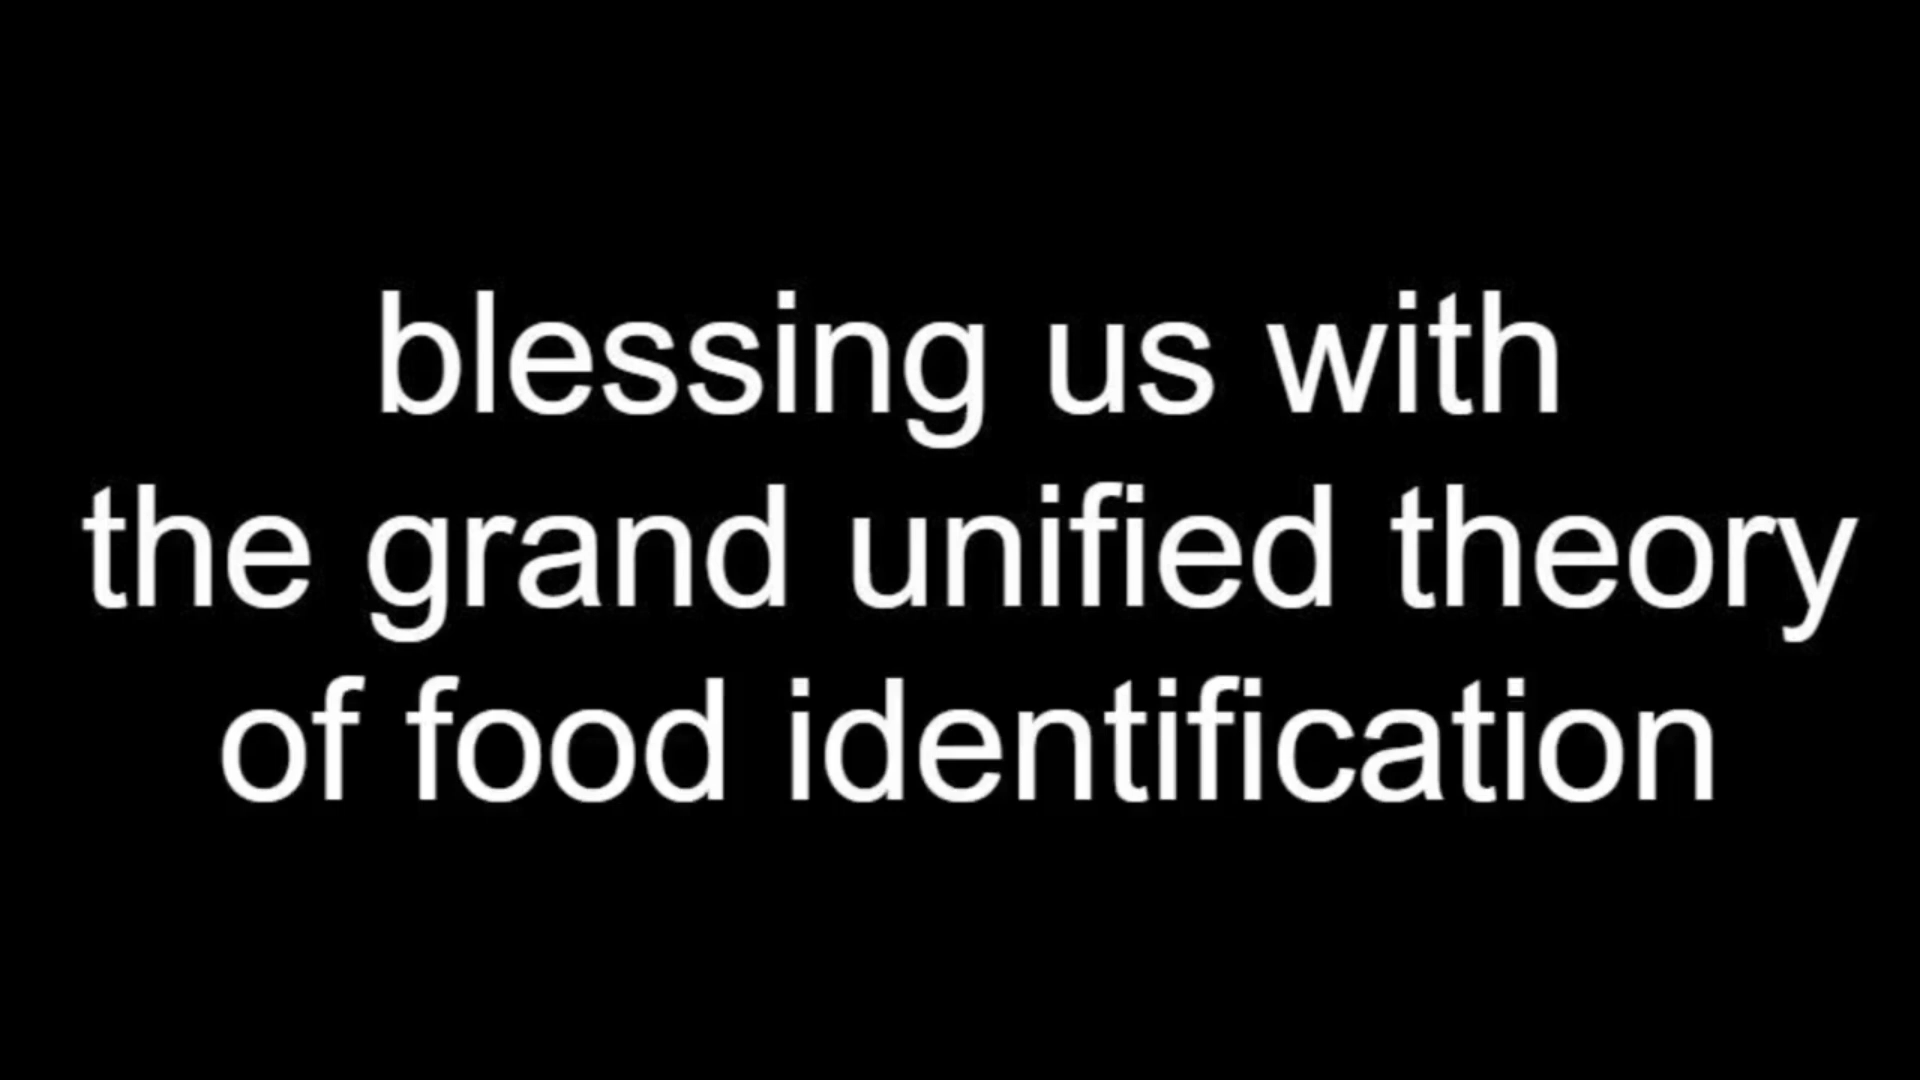 blessing us with
the grand unified theory
of food identification